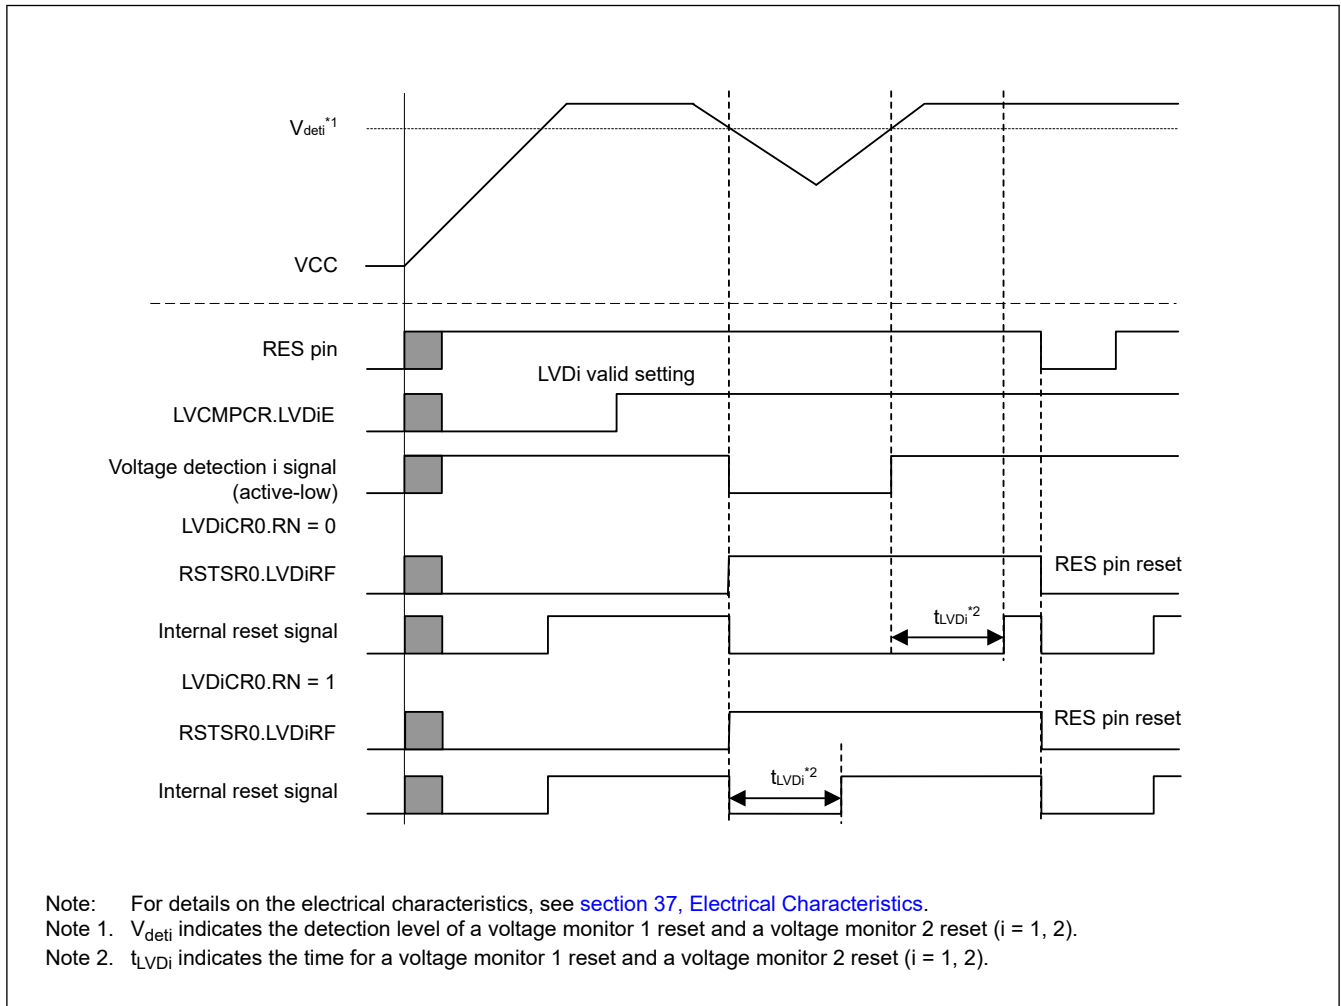 Vdeti*1
VCC
RES pin
LVDi valid setting
LVCMPCR.LVDiE
Voltage detection i signal
(active-low)
LVDiCR0.RN = 0
RSTSR0.LVDiRF
RES pin reset
Internal reset signal
tLVDi*2
LVDiCR0.RN = 1
RSTSR0.LVDiRF
RES pin reset
Internal reset signal
tLVDi*2
Note: For details on the electrical characteristics, see section 37, Electrical Characteristics.
Note 1. Vdeti indicates the detection level of a voltage monitor 1 reset and a voltage monitor 2 reset (i = 1, 2).
Note 2. tLVDi indicates the time for a voltage monitor 1 reset and a voltage monitor 2 reset (i = 1, 2).